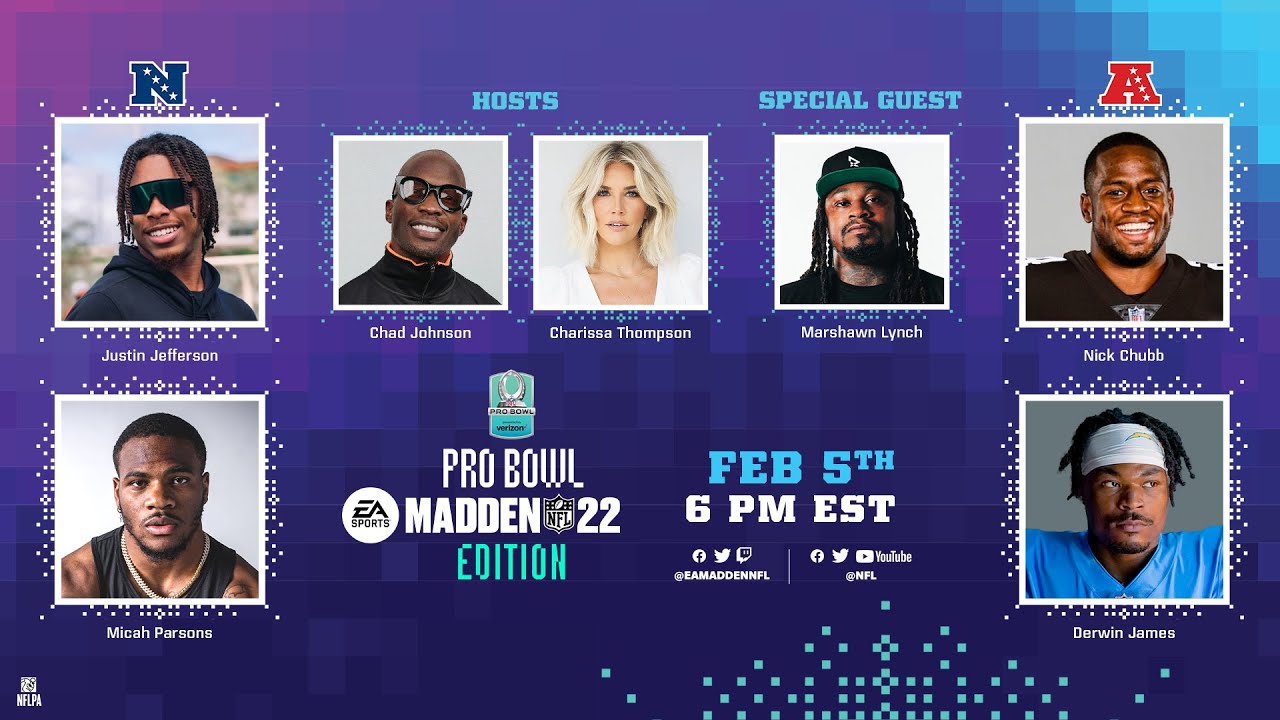 N
HOSTS
SPECIAL GUEST
A
Justin Jefferson
Chad Johnson
Charissa Thompson
Marshawn Lynch
Nick Chubb
PRO BOWL
verizon
PRO BOWL
EA SPORTS MADDEN NFL 22
EDITION
FEB 5TH
6 PM EST
YouTube
@EAMADDENNFL
@NFL
Micah Parsons
Derwin James
NFLPA